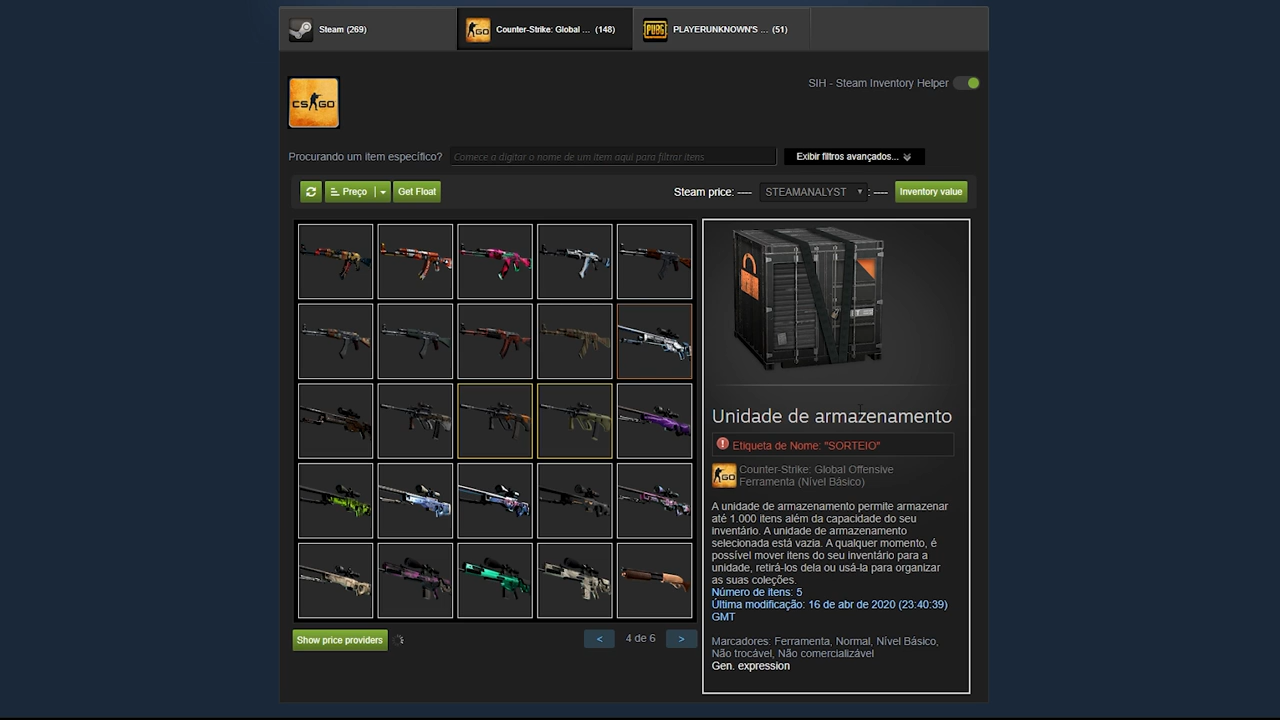 Steam (269)
Counter-Strike: Global ... (148)
PUBG
PLAYERUNKNOWN'S ... (51)
CS GO
SIH - Steam Inventory Helper
Procurando um item específico?
Comece a digitar o nome de um item aqui para filtrar itens
Exibir filtros avançados...
Preço
Get Float
Steam price: ----
STEAMANALYST
: ----
Inventory value
Unidade de armazenamento
Etiqueta de Nome: "SORTEIO"
Counter-Strike: Global Offensive
Ferramenta (Nível Básico)
A unidade de armazenamento permite armazenar
até 1.000 itens além da capacidade do seu
inventário. A unidade de armazenamento
selecionada está vazia. A qualquer momento, é
possível mover itens do seu inventário para a
unidade, retirá-los dela ou usá-la para organizar
as suas coleções.
Número de itens: 5
Última modificação: 16 de abr de 2020 (23:40:39)
GMT
Marcadores: Ferramenta, Normal, Nível Básico,
Não trocável, Não comercializável
Gen. expression
Show price providers
< 4 de 6 >